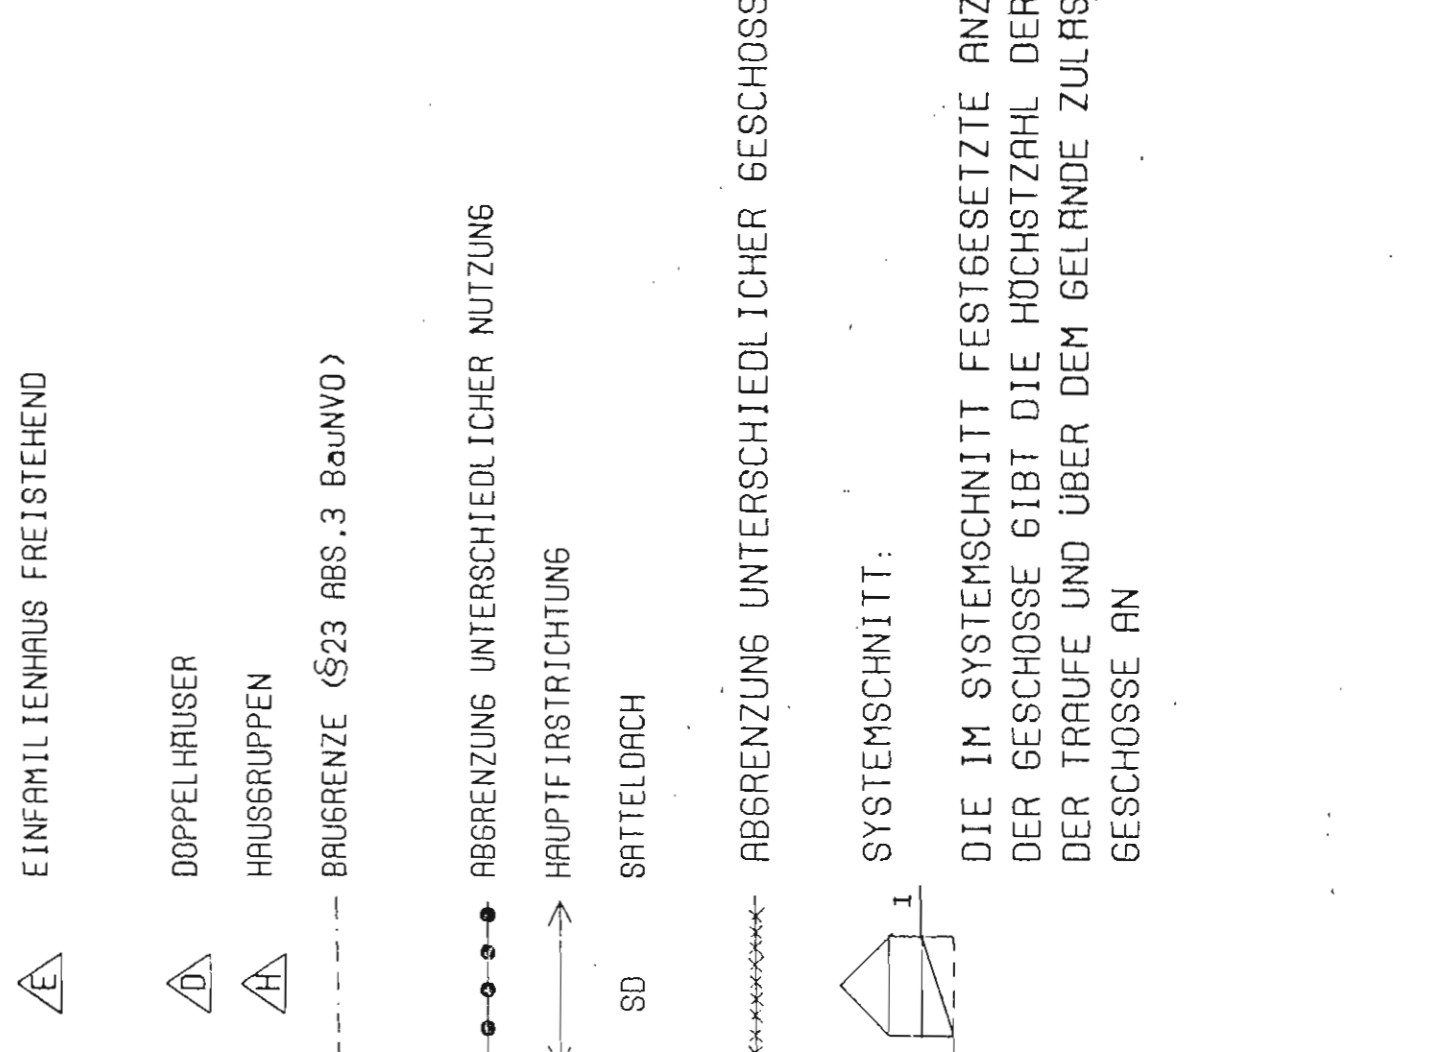 E EINFAMILIENHAUS FREISTEHEND
D DOPPELHÄUSER
H HAUSGRUPPEN
BAUGRENZE (§23 ABS.3 BauNVO)
ABGRENZUNG UNTERSCHIEDLICHER NUTZUNG
HAUPTFIRSTRICHTUNG
SD SATTELDACH
ABGRENZUNG UNTERSCHIEDLICHER GESCHOSS
SYSTEMSCHNITT:
I
DIE IM SYSTEMSCHNITT FESTGESETZTE ANZ
DER GESCHOSSE GIBT DIE HÖCHSTZAHL DER
DER TRAUFE UND ÜBER DEM GELÄNDE ZULÄS
GESCHOSSE AN